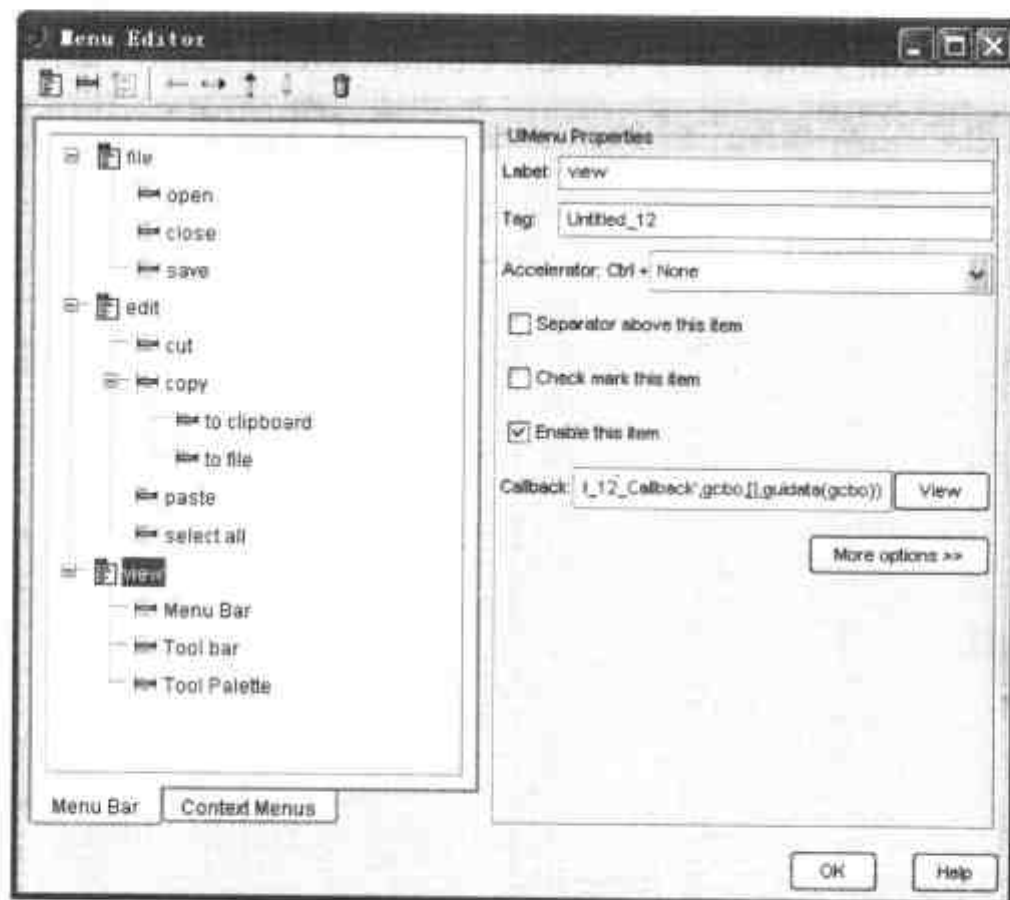 Menu Editor
file
open
close
save
edit
cut
copy
to clipboard
to file
paste
select all
view
Menu Bar
Tool bar
Tool Palette
Menu Bar
Context Menus
UIMenu Properties
Label: view
Tag: Untitled_12
Accelerator: Ctrl + None
Separator above this item
Check mark this item
Enable this item
Callback: 1_12_Callback',gcbo,[],guidata(gcbo)) View
More options >>
OK Help